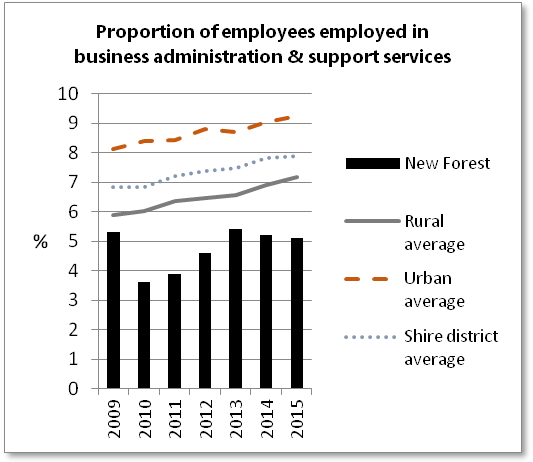 Proportion of employees employed in
business administration & support services
10
9
8
7
6
5
4
3
2
1
0
%
2009
2010
2011
2012
2013
2014
2015
New Forest
Rural
average
Urban
average
Shire district
average